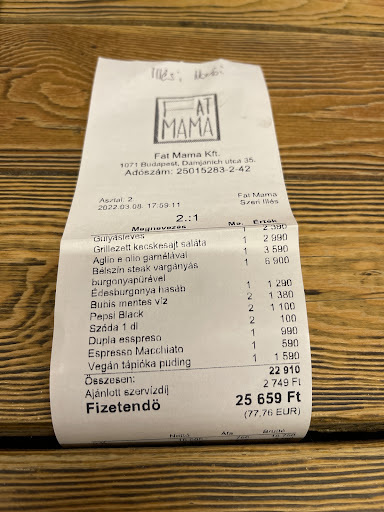 FAT
MAMA
Fat Mama Kft.
1071 Budapest, Damjanich utca 35.
Adószám: 25015283-2-42
Asztal: 2 Fat Mama
2022.03.08. 17:59:11 Szeri Illés
2.:1
Megnevezés Me. Érték
Gulyásleves 1 2 390
Grillezett kecskesajt saláta 1 2 990
Aglio e olio garnélával 1 3 590
Bélszín steak vargányás 1 6 900
burgonyapürével
Édesburgonya hasáb 1 1 290
Bubis mentes víz 2 1 380
Pepsi Black 2 1 100
Szóda 1 dl 2 100
Dupla esspreso 1 990
Espresso Macchiato 1 590
Vegán tápióka puding 1 1 590
Összesen: 22 910
Ajánlott szervízdíj 2 749 Ft
Fizetendö 25 659 Ft
(77,76 EUR)